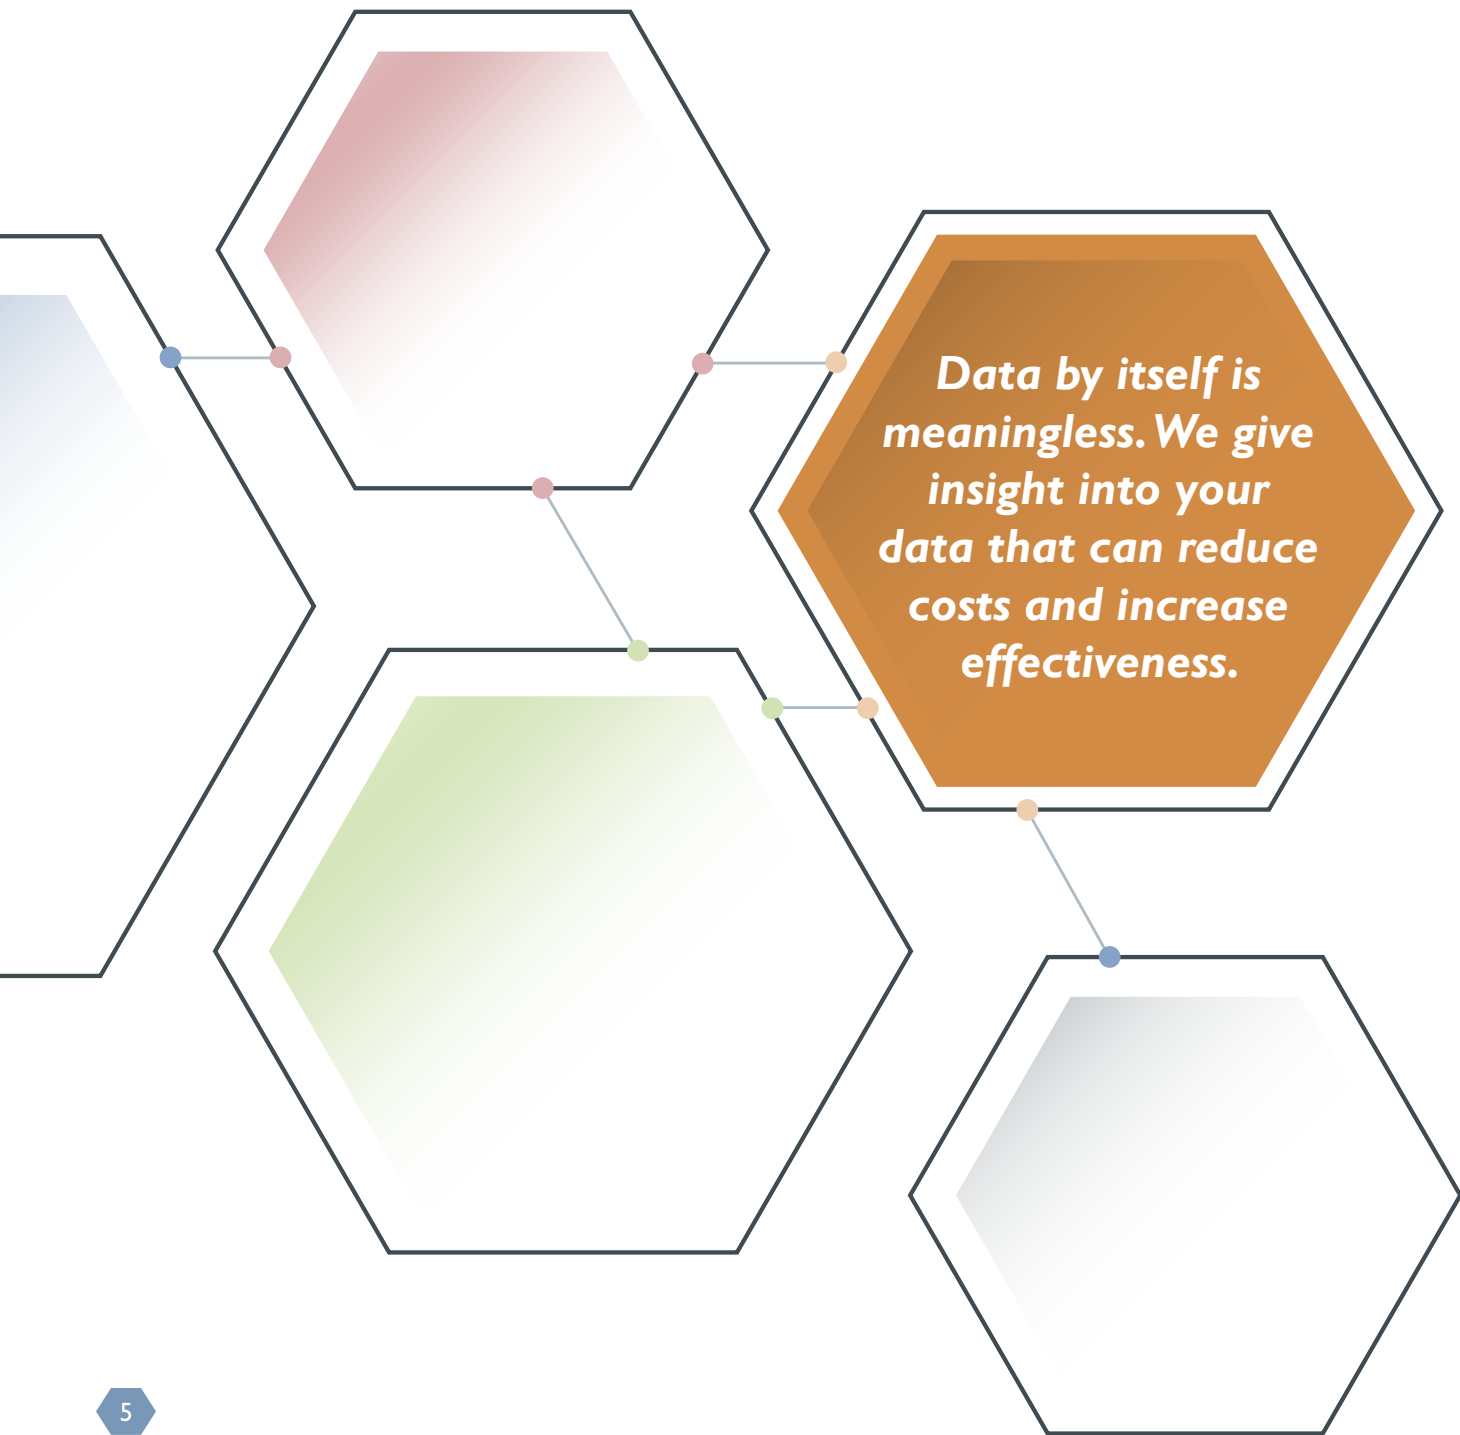 Data by itself is
meaningless. We give
insight into your
data that can reduce
costs and increase
effectiveness.
5